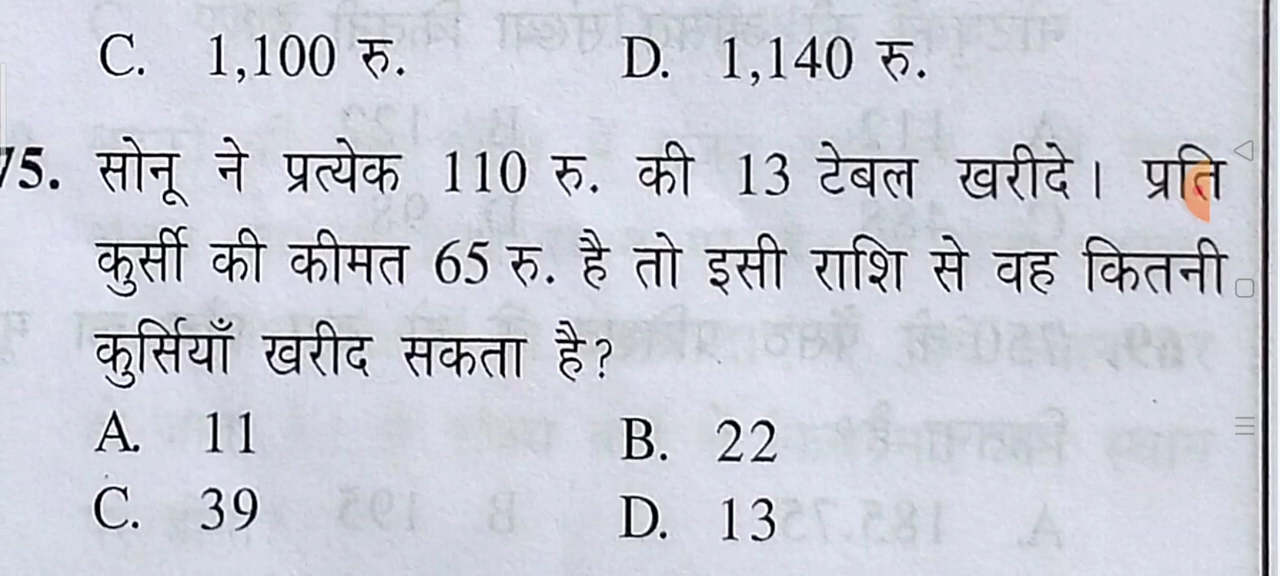 C. 1,100 रु. D. 1,140 रु.
75. सोनू ने प्रत्येक 110 रु. की 13 टेबल खरीदे। प्रति
कुर्सी की कीमत 65 रु. है तो इसी राशि से वह कितनी
कुर्सियाँ खरीद सकता है?
A. 11 B. 22
C. 39 D. 13